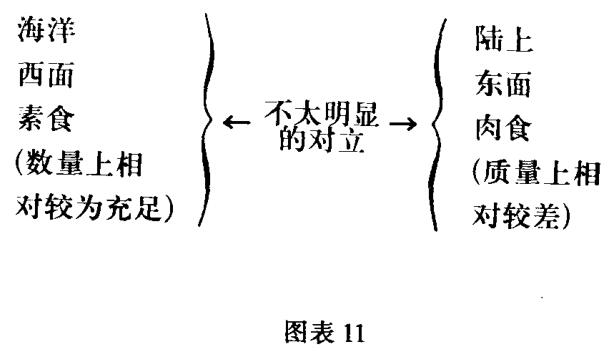 海洋
西面
素食
(数量上相
对较为充足)
← 不太明显
的对立 →
陆上
东面
肉食
(质量上相
对较差)
图表 11